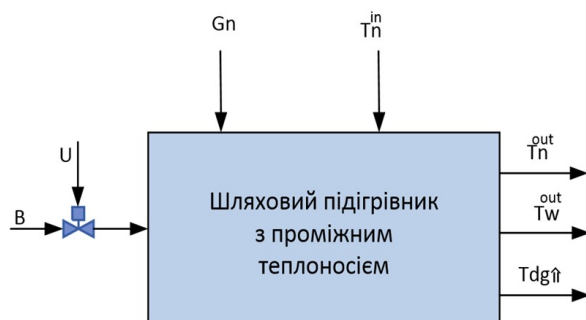 Gn
Tn in
U
B
Шляховий підігрівник
з проміжним
теплоносієм
Tn out
Tw out
Tdg⇑